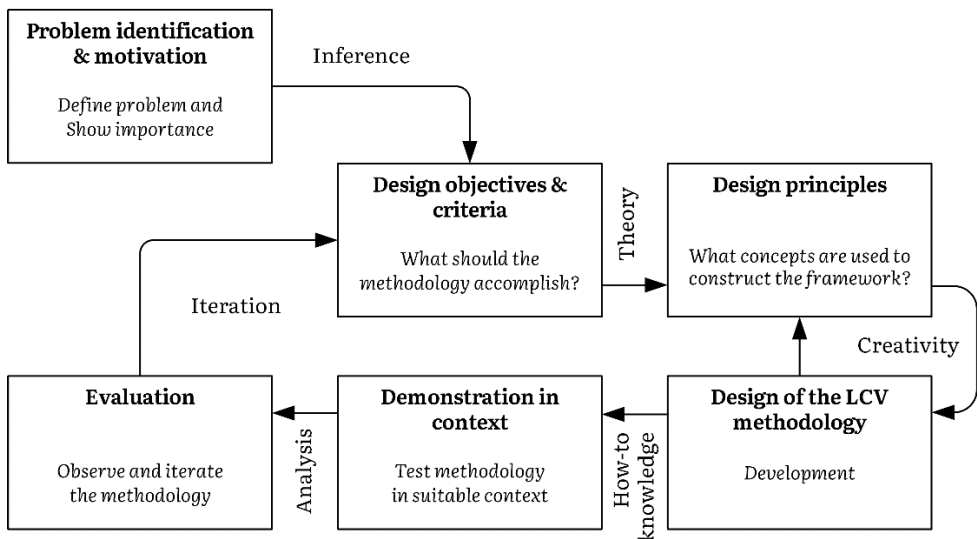 Problem identification
& motivation
Define problem and
Show importance
Inference
Design objectives &
criteria
What should the
methodology accomplish?
Theory
Design principles
What concepts are used to
construct the framework?
Creativity
Design of the LCV
methodology
Development
How-to
knowledge
Demonstration in
context
Test methodology
in suitable context
Analysis
Evaluation
Observe and iterate
the methodology
Iteration